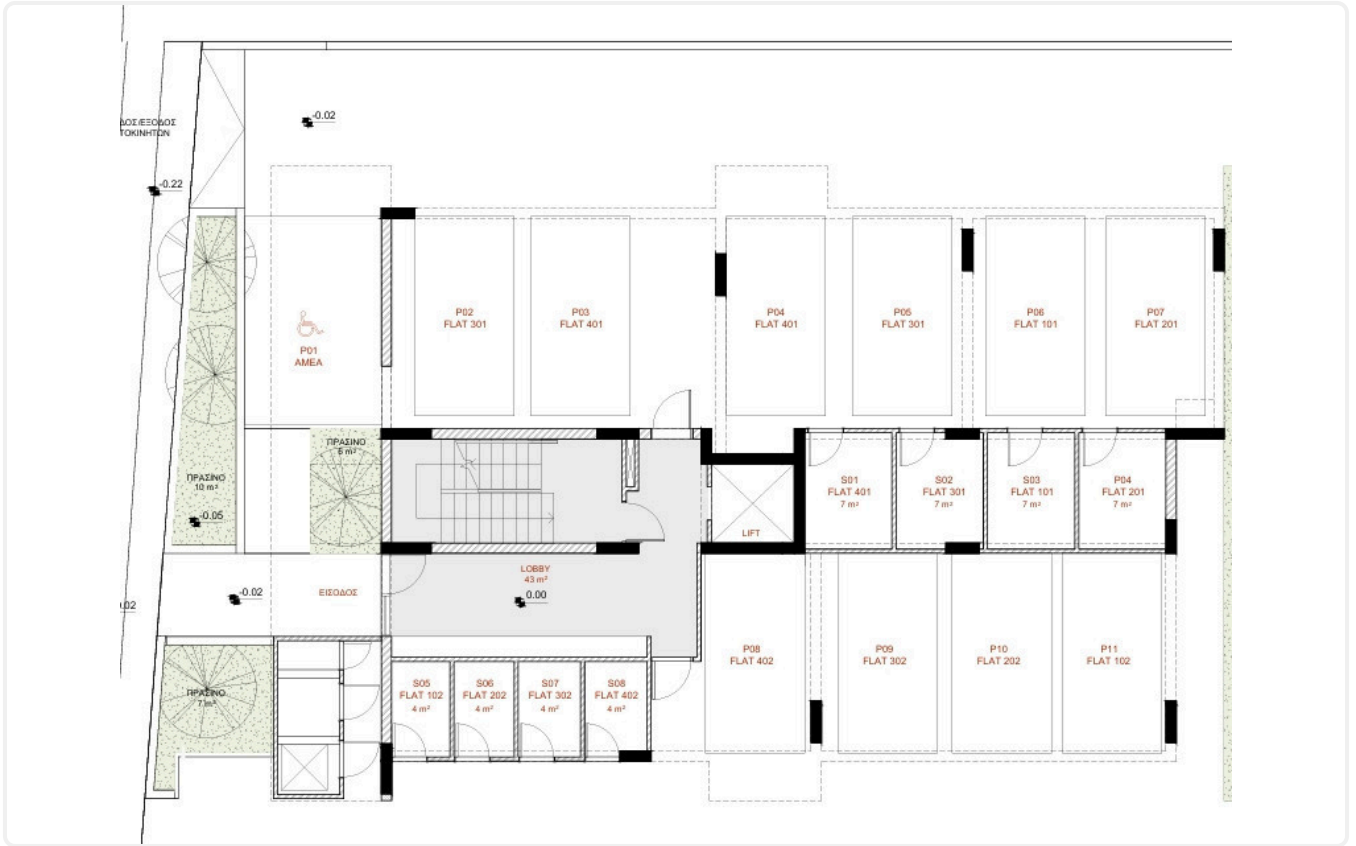 -0.02
ΔΟΣ/ΕΞΟΔΟΣ
ΤΟΚΙΝΗΤΩΝ
-0.22
P01
ΑΜΕΑ
P02
FLAT 301
P03
FLAT 401
P04
FLAT 401
P05
FLAT 301
P06
FLAT 101
P07
FLAT 201
ΠΡΑΣΙΝΟ
10 m²
-0.05
ΠΡΑΣΙΝΟ
5 m²
LIFT
S01
FLAT 401
7 m²
S02
FLAT 301
7 m²
S03
FLAT 101
7 m²
P04
FLAT 201
7 m²
.02
-0.02
ΕΙΣΟΔΟΣ
LOBBY
43 m²
0.00
ΠΡΑΣΙΝΟ
7 m²
S05
FLAT 102
4 m²
S06
FLAT 202
4 m²
S07
FLAT 302
4 m²
S08
FLAT 402
4 m²
P08
FLAT 402
P09
FLAT 302
P10
FLAT 202
P11
FLAT 102